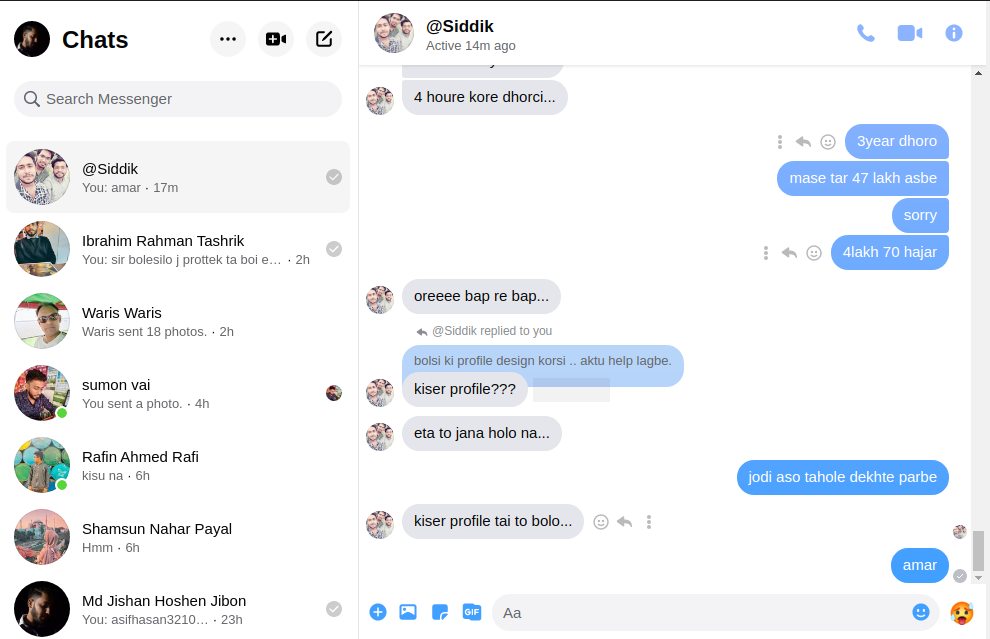 Chats
Search Messenger
@Siddik
You: amar · 17m
Ibrahim Rahman Tashrik
You: sir bolesilo j prottek ta boi e… · 2h
Waris Waris
Waris sent 18 photos. · 2h
sumon vai
You sent a photo. · 4h
Rafin Ahmed Rafi
kisu na · 6h
Shamsun Nahar Payal
Hmm · 6h
Md Jishan Hoshen Jibon
You: asifhasan3210… · 23h
@Siddik
Active 14m ago
4 houre kore dhorci...
3year dhoro
mase tar 47 lakh asbe
sorry
4lakh 70 hajar
oreeee bap re bap...
@Siddik replied to you
bolsi ki profile design korsi .. aktu help lagbe.
kiser profile???
eta to jana holo na...
jodi aso tahole dekhte parbe
kiser profile tai to bolo...
amar
GIF
Aa